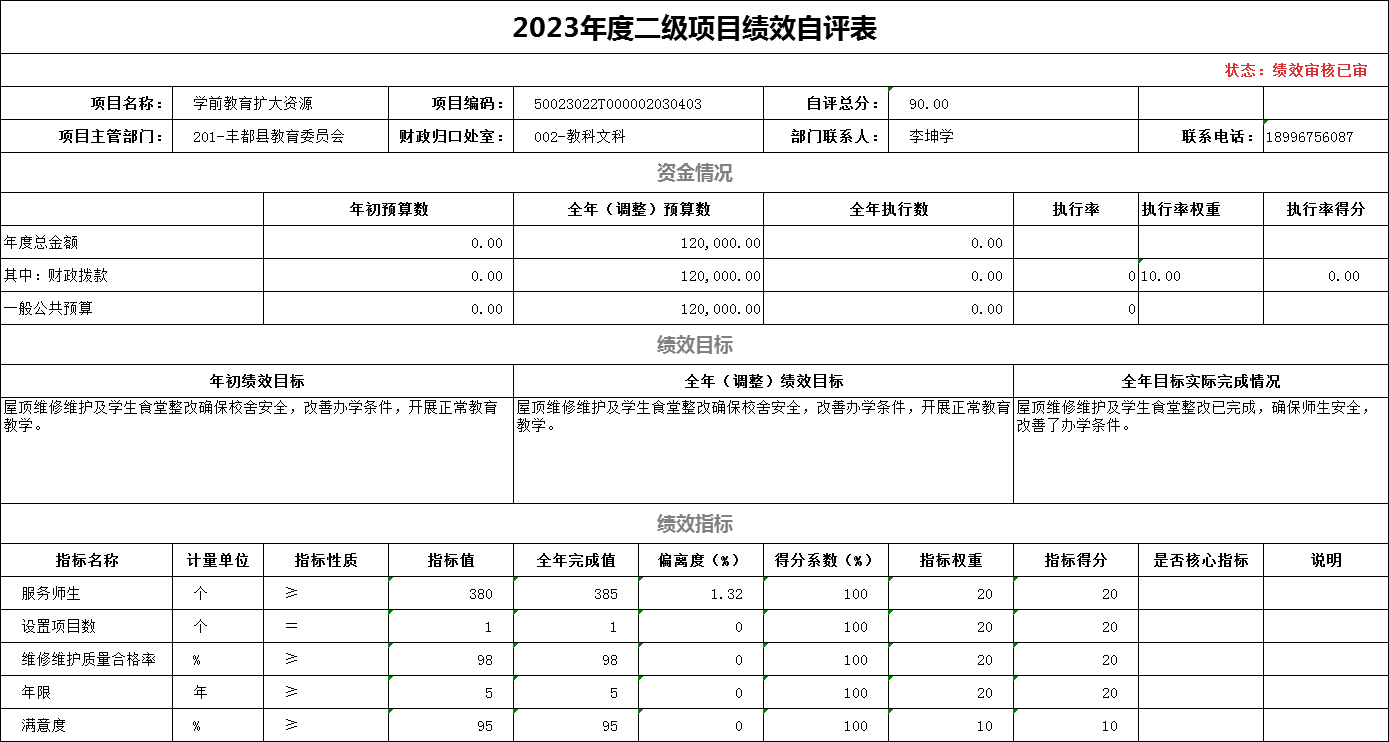 2023年度二级项目绩效自评表
状态：绩效审核已审
项目名称： 学前教育扩大资源 项目编码： 50023022T000002030403 自评总分： 90.00
项目主管部门： 201-丰都县教育委员会 财政归口处室： 002-教科文科 部门联系人： 李坤学 联系电话： 18996756087
资金情况
年初预算数 全年（调整）预算数 全年执行数 执行率 执行率权重 执行率得分
年度总金额 0.00 120,000.00 0.00
其中：财政拨款 0.00 120,000.00 0.00 0 10.00 0.00
一般公共预算 0.00 120,000.00 0.00 0
绩效目标
年初绩效目标 全年（调整）绩效目标 全年目标实际完成情况
屋顶维修维护及学生食堂整改确保校舍安全，改善办学条件，开展正常教育 屋顶维修维护及学生食堂整改确保校舍安全，改善办学条件，开展正常教育 屋顶维修维护及学生食堂整改已完成，确保师生安全，
教学。 教学。 改善了办学条件。
绩效指标
指标名称 计量单位 指标性质 指标值 全年完成值 偏离度（%） 得分系数（%） 指标权重 指标得分 是否核心指标 说明
服务师生 个 ≥ 380 385 1.32 100 20 20
设置项目数 个 ＝ 1 1 0 100 20 20
维修维护质量合格率 % ≥ 98 98 0 100 20 20
年限 年 ≥ 5 5 0 100 20 20
满意度 % ≥ 95 95 0 100 10 10